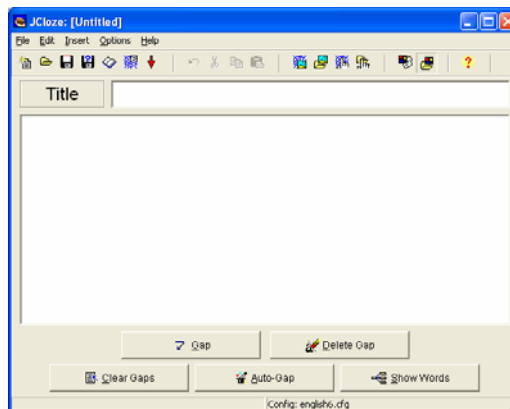 JCloze: [Untitled]
File Edit Insert Options Help
Title
Gap Delete Gap
Clear Gaps Auto-Gap Show Words
Config: english6.cfg